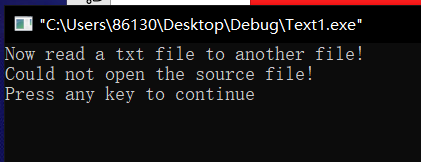 "C:\Users\86130\Desktop\Debug\Text1.exe"
Now read a txt file to another file!
Could not open the source file!
Press any key to continue